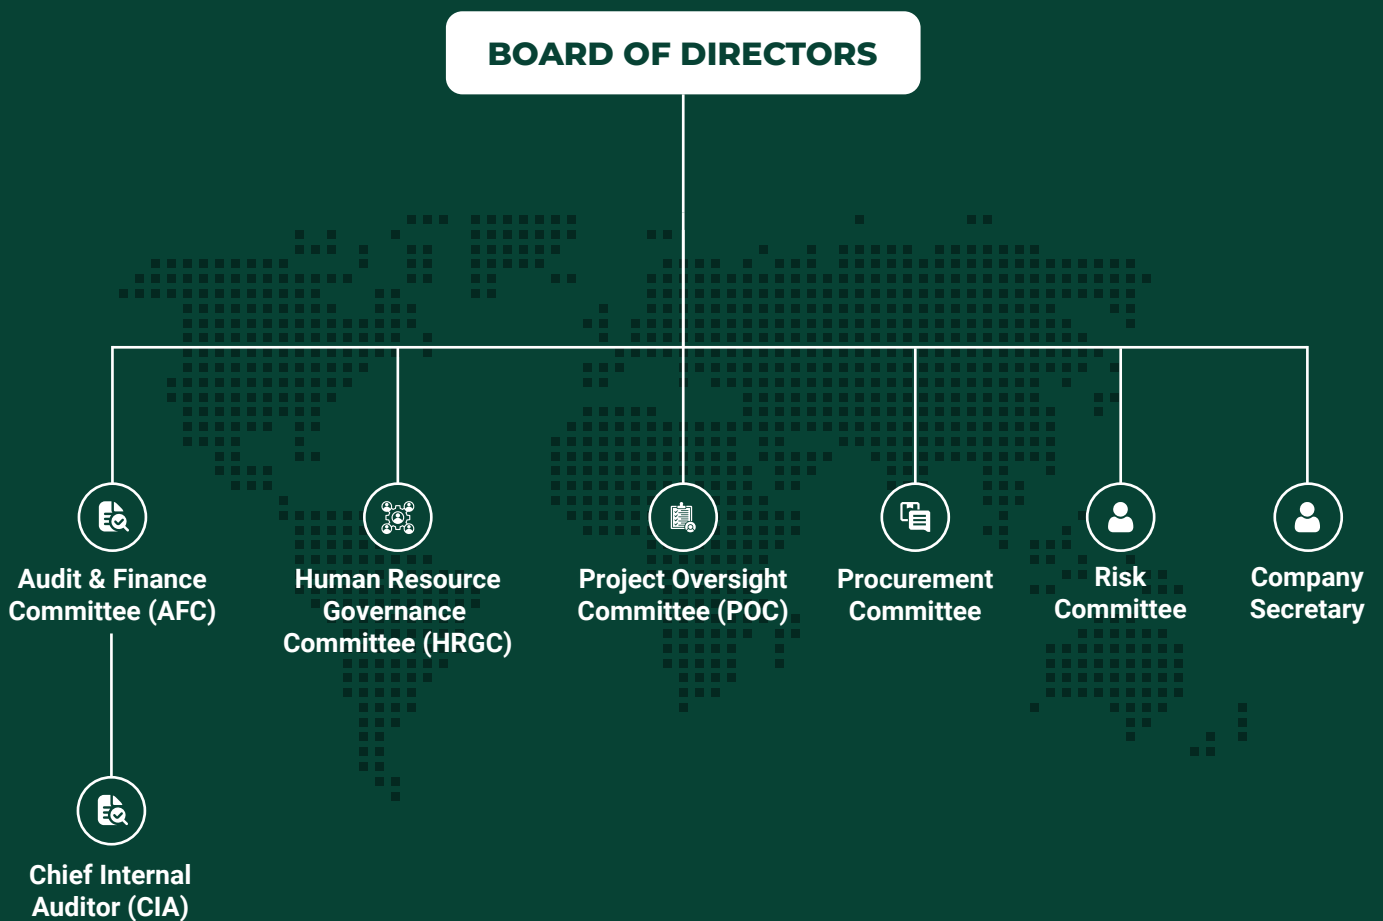 BOARD OF DIRECTORS
Audit & Finance
Committee (AFC)
Human Resource
Governance
Committee (HRGC)
Project Oversight
Committee (POC)
Procurement
Committee
Risk
Committee
Company
Secretary
Chief Internal
Auditor (CIA)